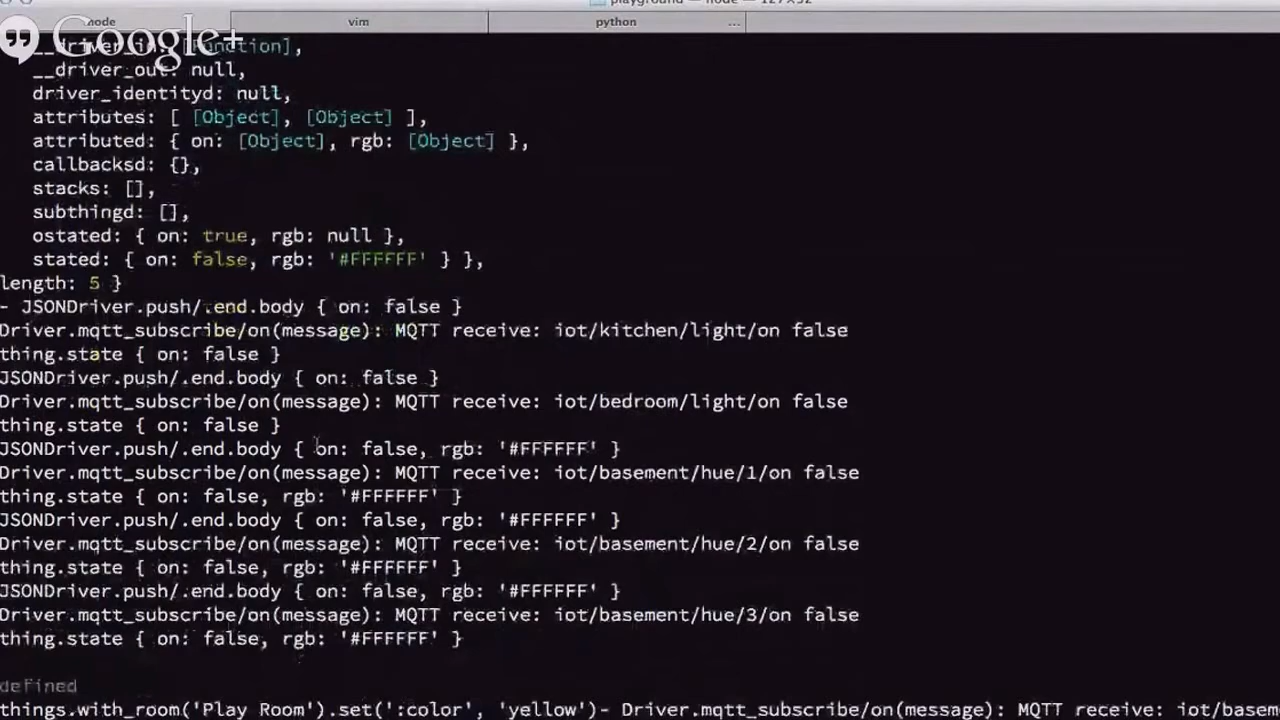 playground — node — 127×32
node
vim
python
...
Google+
__driver_in: [Function],
__driver_out: null,
driver_identityd: null,
attributes: [ [Object], [Object] ],
attributed: { on: [Object], rgb: [Object] },
callbacksd: {},
stacks: [],
subthingd: [],
ostated: { on: true, rgb: null },
stated: { on: false, rgb: '#FFFFFF' } },
length: 5 }
- JSONDriver.push/.end.body { on: false }
Driver.mqtt_subscribe/on(message): MQTT receive: iot/kitchen/light/on false
thing.state { on: false }
JSONDriver.push/.end.body { on: false }
Driver.mqtt_subscribe/on(message): MQTT receive: iot/bedroom/light/on false
thing.state { on: false }
JSONDriver.push/.end.body { on: false, rgb: '#FFFFFF' }
Driver.mqtt_subscribe/on(message): MQTT receive: iot/basement/hue/1/on false
thing.state { on: false, rgb: '#FFFFFF' }
JSONDriver.push/.end.body { on: false, rgb: '#FFFFFF' }
Driver.mqtt_subscribe/on(message): MQTT receive: iot/basement/hue/2/on false
thing.state { on: false, rgb: '#FFFFFF' }
JSONDriver.push/.end.body { on: false, rgb: '#FFFFFF' }
Driver.mqtt_subscribe/on(message): MQTT receive: iot/basement/hue/3/on false
thing.state { on: false, rgb: '#FFFFFF' }
defined
things.with_room('Play Room').set(':color', 'yellow')- Driver.mqtt_subscribe/on(message): MQTT receive: iot/basem